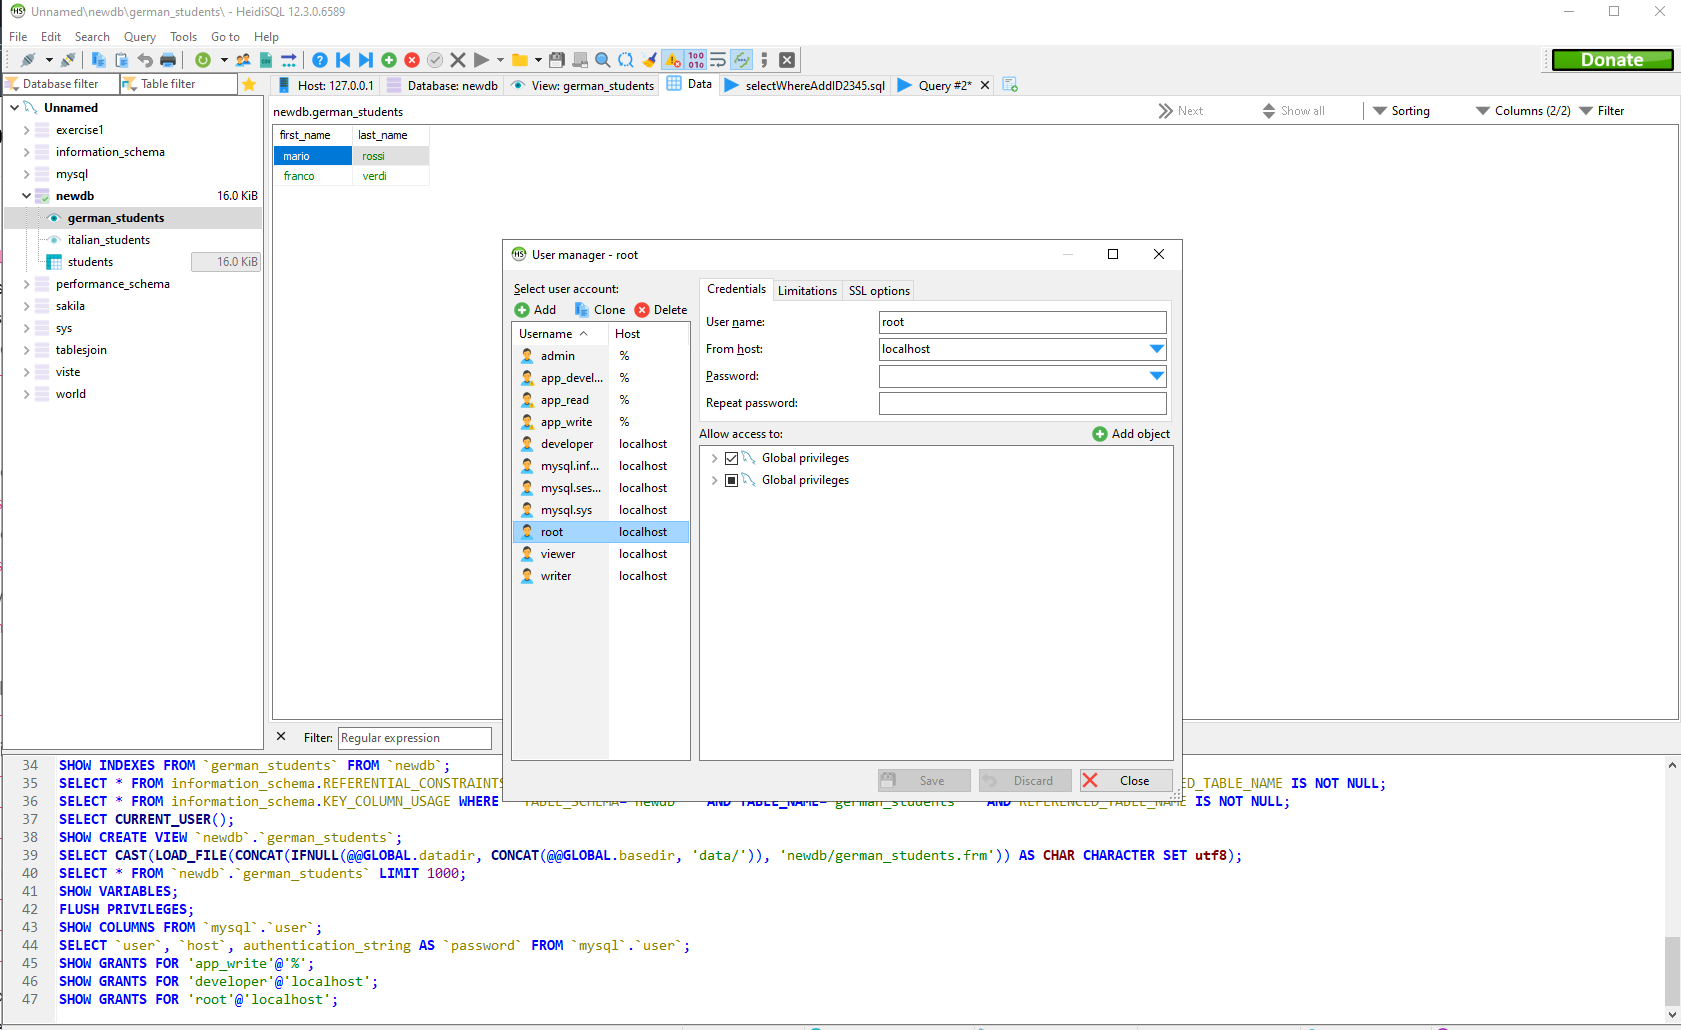 Unnamed\newdb\german_students\ - HeidiSQL 12.3.0.6589
File Edit Search Query Tools Go to Help
Donate
Database filter
Table filter
Host: 127.0.0.1
Database: newdb
View: german_students
Data
selectWhereAddID2345.sql
Query #2*
Unnamed
exercise1
information_schema
mysql
newdb 16.0 KiB
german_students
italian_students
students 16.0 KiB
performance_schema
sakila
sys
tablesjoin
viste
world
newdb.german_students
Next
Show all
Sorting
Columns (2/2)
Filter
first_name last_name
mario rossi
franco verdi
User manager - root
Select user account:
Add Clone Delete
Username Host
admin %
app_devel... %
app_read %
app_write %
developer localhost
mysql.inf... localhost
mysql.ses... localhost
mysql.sys localhost
root localhost
viewer localhost
writer localhost
Credentials Limitations SSL options
User name: root
From host: localhost
Password:
Repeat password:
Allow access to: Add object
Global privileges
Global privileges
Save Discard Close
Filter: Regular expression
34 SHOW INDEXES FROM `german_students` FROM `newdb`;
35 SELECT * FROM information_schema.REFERENTIAL_CONSTRAINTS ED_TABLE_NAME IS NOT NULL;
36 SELECT * FROM information_schema.KEY_COLUMN_USAGE WHERE TABLE_SCHEMA='newdb' AND TABLE_NAME='german_students' AND REFERENCED_TABLE_NAME IS NOT NULL;
37 SELECT CURRENT_USER();
38 SHOW CREATE VIEW `newdb`.`german_students`;
39 SELECT CAST(LOAD_FILE(CONCAT(IFNULL(@@GLOBAL.datadir, CONCAT(@@GLOBAL.basedir, 'data/')), 'newdb/german_students.frm')) AS CHAR CHARACTER SET utf8);
40 SELECT * FROM `newdb`.`german_students` LIMIT 1000;
41 SHOW VARIABLES;
42 FLUSH PRIVILEGES;
43 SHOW COLUMNS FROM `mysql`.`user`;
44 SELECT `user`, `host`, authentication_string AS `password` FROM `mysql`.`user`;
45 SHOW GRANTS FOR 'app_write'@'%';
46 SHOW GRANTS FOR 'developer'@'localhost';
47 SHOW GRANTS FOR 'root'@'localhost';